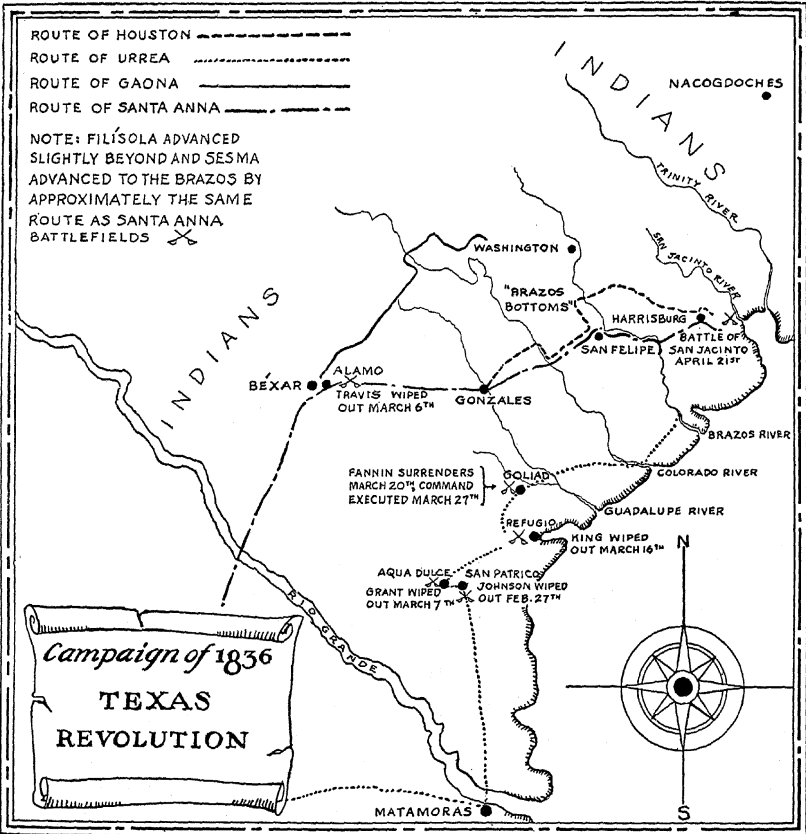 ROUTE OF HOUSTON
ROUTE OF URREA
ROUTE OF GAONA
ROUTE OF SANTA ANNA
NOTE: FILÍSOLA ADVANCED
SLIGHTLY BEYOND AND SESMA
ADVANCED TO THE BRAZOS BY
APPROXIMATELY THE SAME
ROUTE AS SANTA ANNA
BATTLEFIELDS
INDIANS
NACOGDOCHES
TRINITY RIVER
SAN JACINTO RIVER
WASHINGTON
"BRAZOS
BOTTOMS"
HARRISBURG
SAN FELIPE
BATTLE OF
SAN JACINTO
APRIL 21ST
INDIANS
BÉXAR
ALAMO
TRAVIS WIPED
OUT MARCH 6TH
GONZALES
BRAZOS RIVER
COLORADO RIVER
GUADALUPE RIVER
FANNIN SURRENDERS
MARCH 20TH; COMMAND
EXECUTED MARCH 27TH
GOLIAD
REFUGIO
KING WIPED
OUT MARCH 16TH
AQUA DULCE
GRANT WIPED
OUT MARCH 7TH
SAN PATRICO
JOHNSON WIPED
OUT FEB. 27TH
RIO GRANDE
Campaign of 1836
TEXAS
REVOLUTION
MATAMORAS
N
S